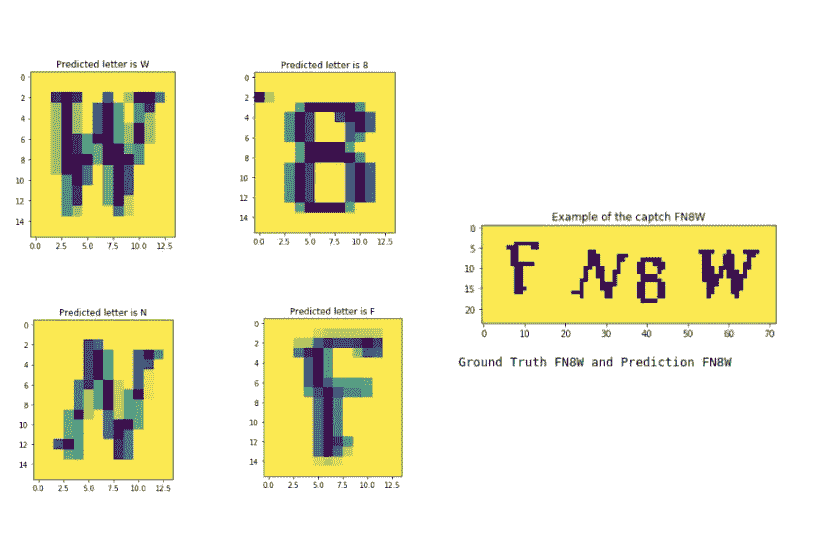 Predicted letter is W
0
2
4
6
8
10
12
14
0.0 2.5 5.0 7.5 10.0 12.5
W
Predicted letter is 8
0
2
4
6
8
10
12
14
0.0 2.5 5.0 7.5 10.0 12.5
8
Predicted letter is N
0
2
4
6
8
10
12
14
0.0 2.5 5.0 7.5 10.0 12.5
N
Predicted letter is F
0
2
4
6
8
10
12
14
0.0 2.5 5.0 7.5 10.0 12.5
F
Example of the captch FN8W
0
5
10
15
20
0 10 20 30 40 50 60 70
F N 8 W
Ground Truth FN8W and Prediction FN8W